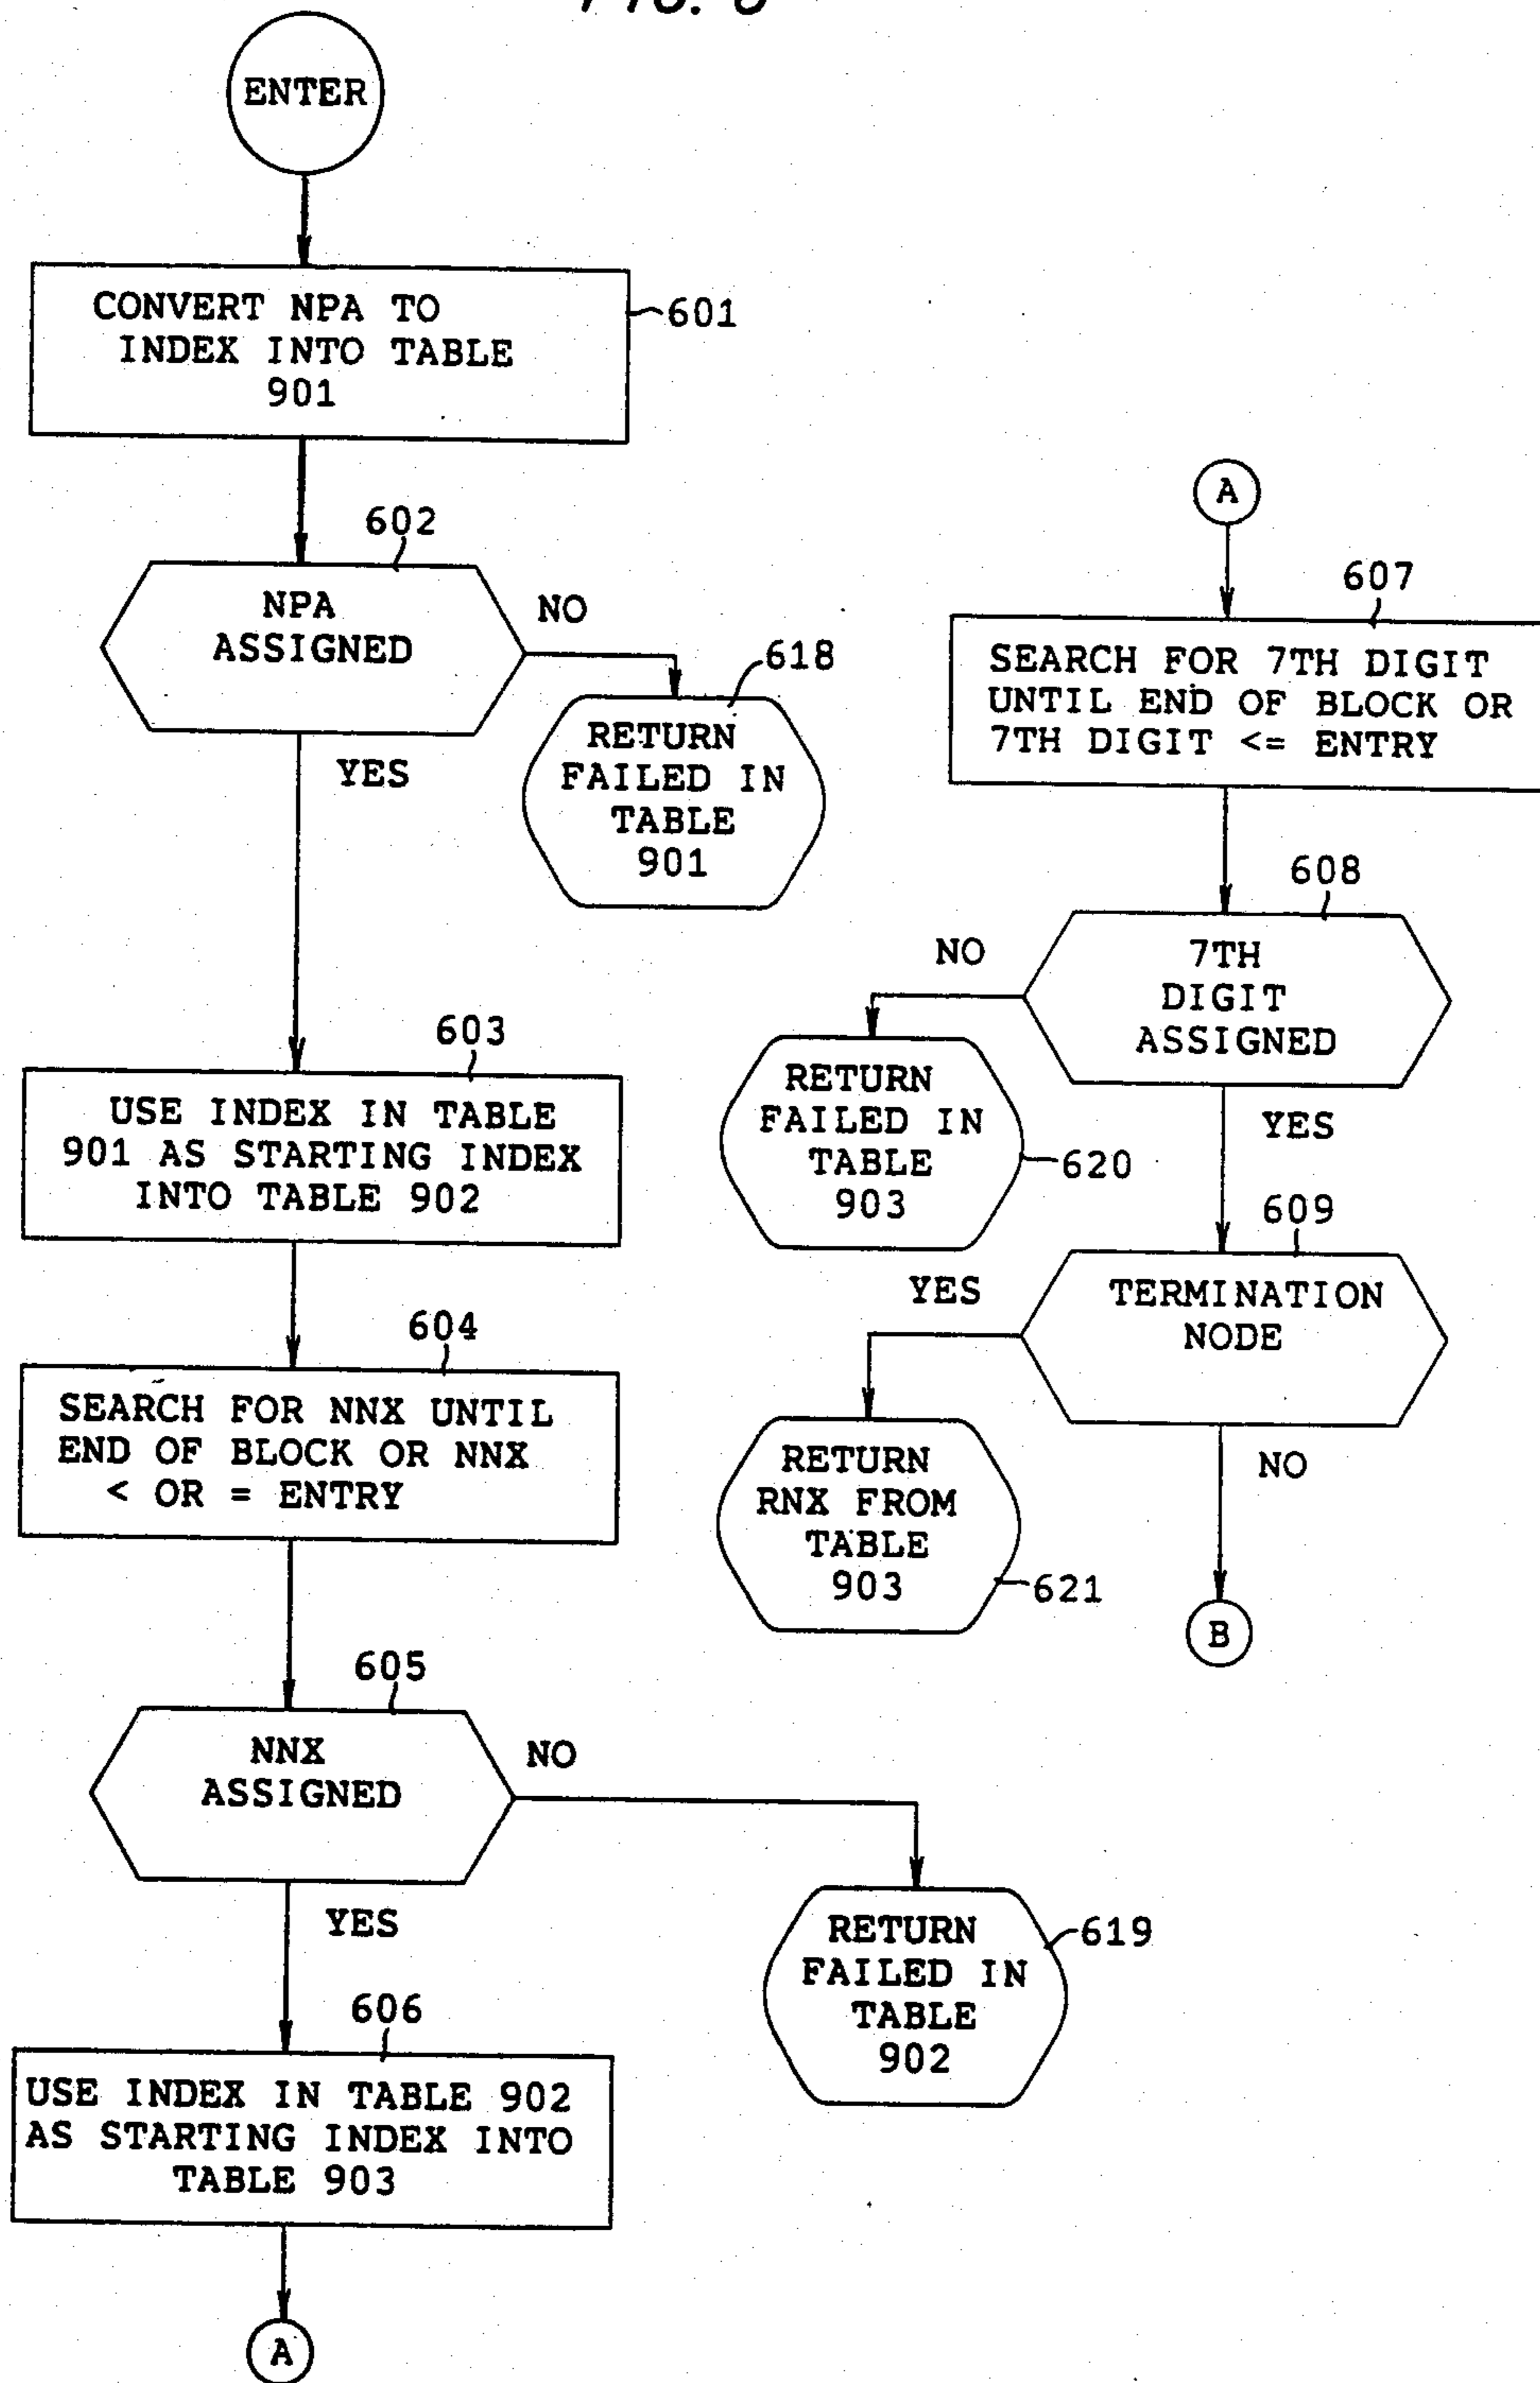 ENTER
CONVERT NPA TO
INDEX INTO TABLE
901
601
602
NPA
ASSIGNED
NO
YES
618
RETURN
FAILED IN
TABLE
901
603
USE INDEX IN TABLE
901 AS STARTING INDEX
INTO TABLE 902
604
SEARCH FOR NNX UNTIL
END OF BLOCK OR NNX
< OR = ENTRY
605
NNX
ASSIGNED
NO
YES
619
RETURN
FAILED IN
TABLE
902
606
USE INDEX IN TABLE 902
AS STARTING INDEX INTO
TABLE 903
A
A
607
SEARCH FOR 7TH DIGIT
UNTIL END OF BLOCK OR
7TH DIGIT <= ENTRY
608
7TH
DIGIT
ASSIGNED
NO
YES
RETURN
FAILED IN
TABLE
903
620
609
TERMINATION
NODE
YES
NO
RETURN
RNX FROM
TABLE
903
621
B